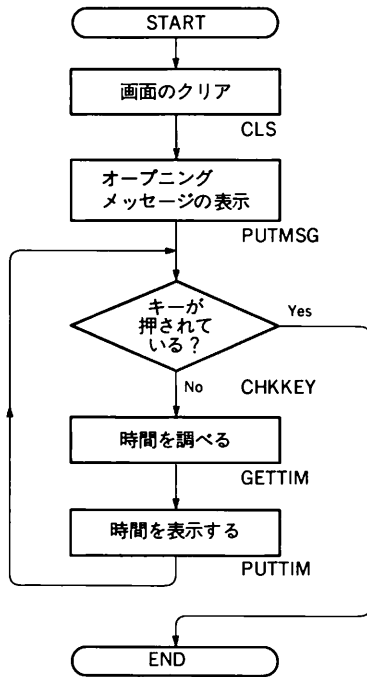 START
画面のクリア
CLS
オープニング
メッセージの表示
PUTMSG
キーが
押されて
いる?
Yes
No
CHKKEY
時間を調べる
GETTIM
時間を表示する
PUTTIM
END